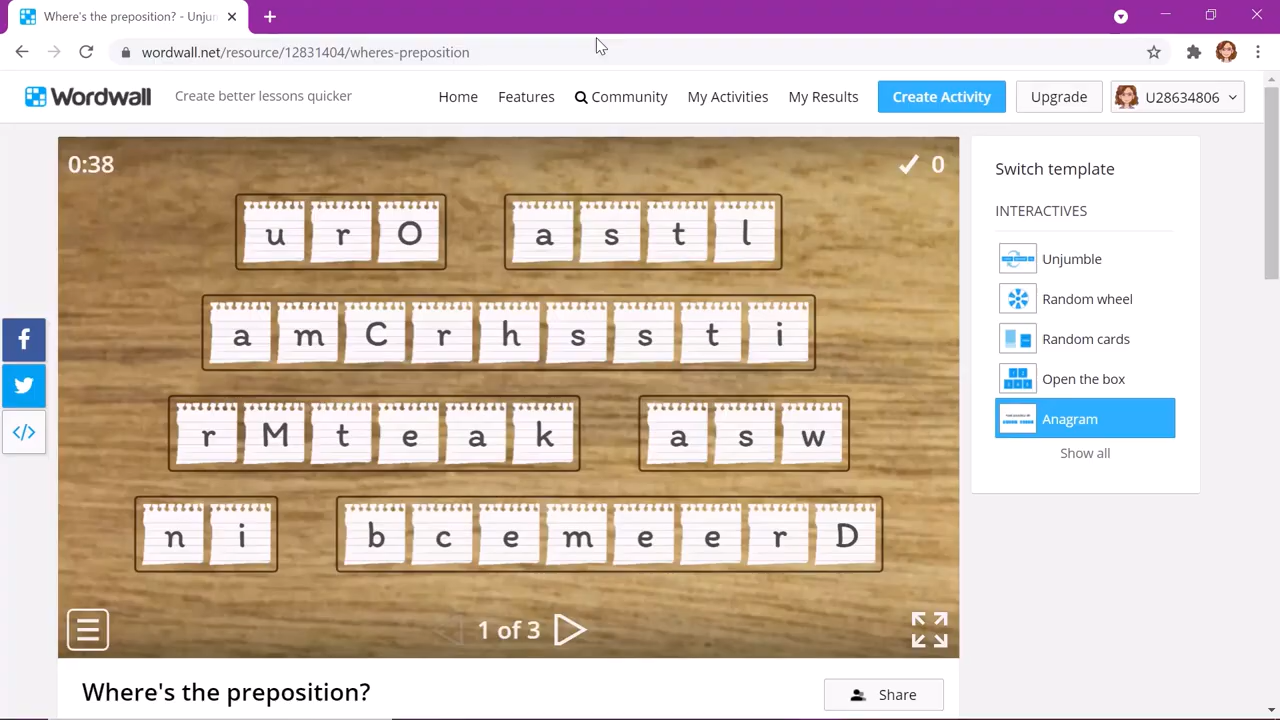 Where's the preposition? - Unjun
wordwall.net/resource/12831404/wheres-preposition
Wordwall Create better lessons quicker Home Features Community My Activities My Results Create Activity Upgrade U28634806
0:38 0
u r O a s t l
a m C r h s s t i
r M t e a k a s w
n i b c e m e e r D
1 of 3
Where's the preposition?
Share
Switch template
INTERACTIVES
Unjumble
Random wheel
Random cards
Open the box
Anagram
Show all